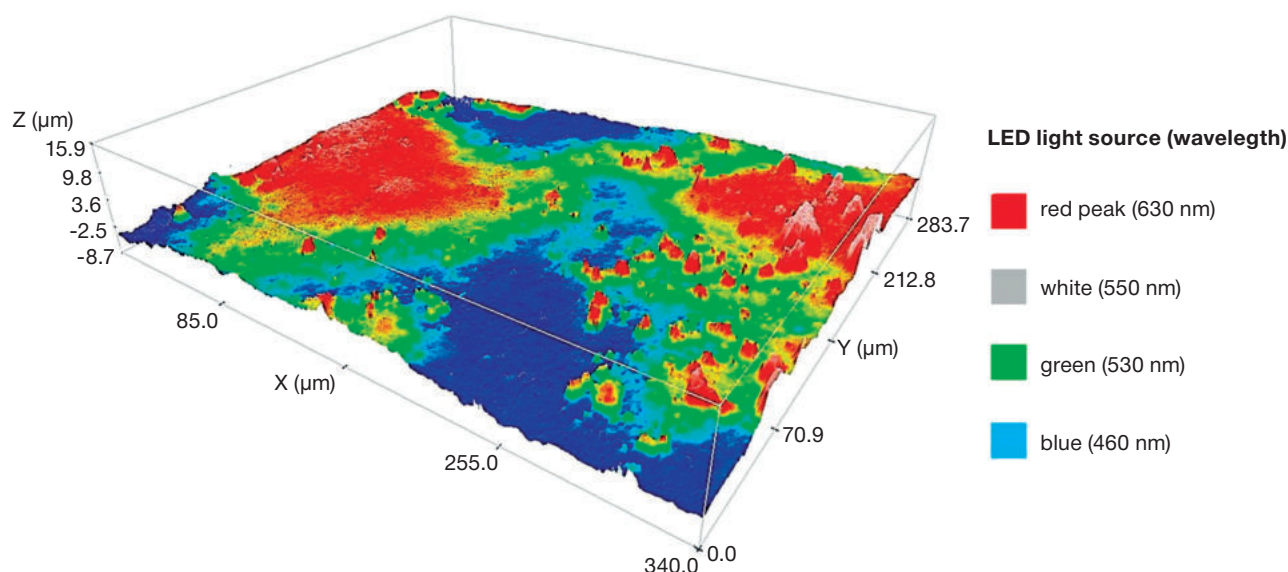 Z (µm)
15.9
9.8
3.6
-2.5
-8.7
85.0
X (µm)
255.0
340.0
0.0
70.9
Y (µm)
212.8
283.7
LED light source (wavelegth)
red peak (630 nm)
white (550 nm)
green (530 nm)
blue (460 nm)